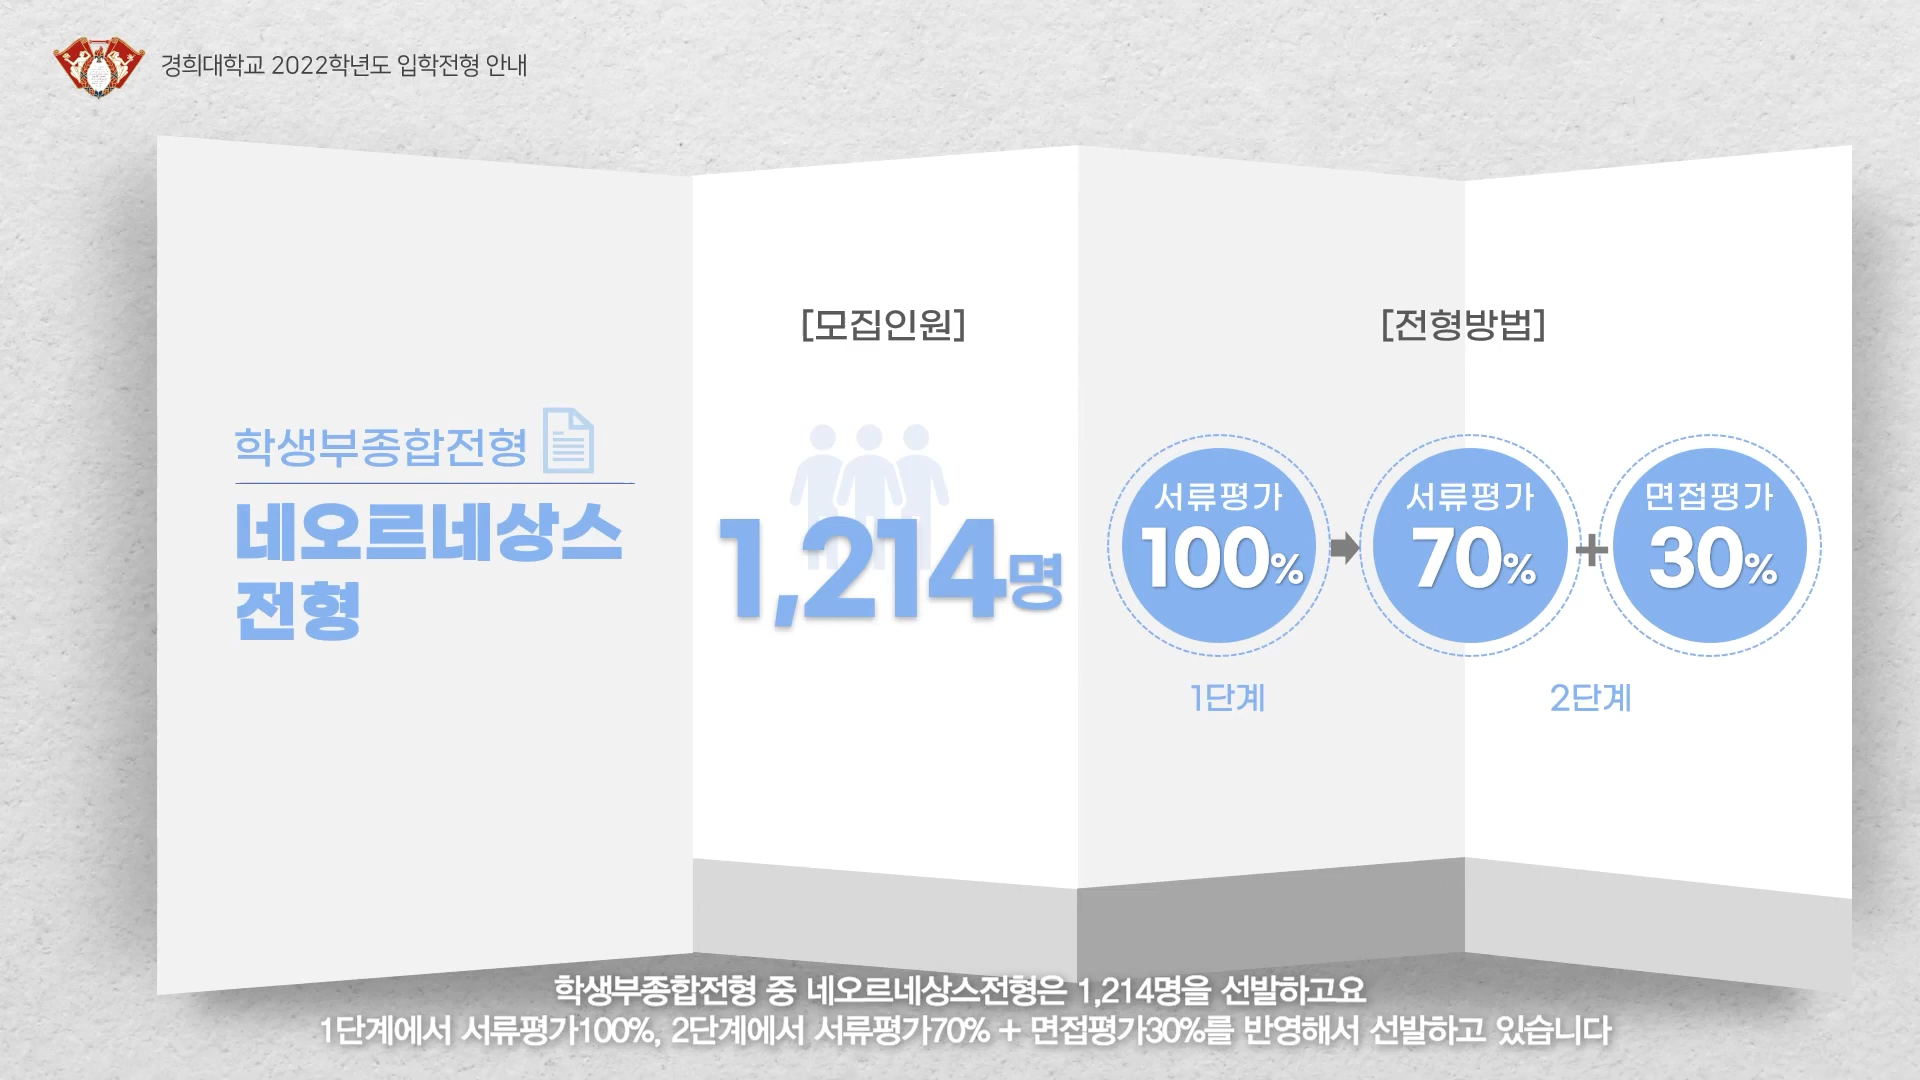 경희대학교 2022학년도 입학전형 안내
학생부종합전형
네오르네상스
전형
[모집인원]
1,214명
[전형방법]
서류평가
100%
서류평가
70%
+
면접평가
30%
1단계
2단계
학생부종합전형 중 네오르네상스전형은 1,214명을 선발하고요
1단계에서 서류평가100%, 2단계에서 서류평가70% + 면접평가30%를 반영해서 선발하고 있습니다